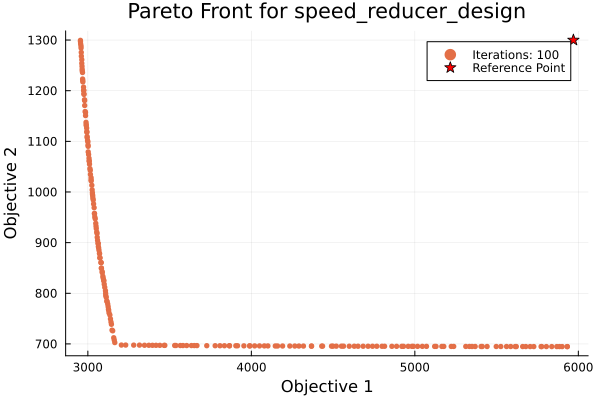 Pareto Front for speed_reducer_design
1300
1200
1100
1000
900
800
700
Objective 2
Iterations: 100
Reference Point
3000 4000 5000 6000
Objective 1